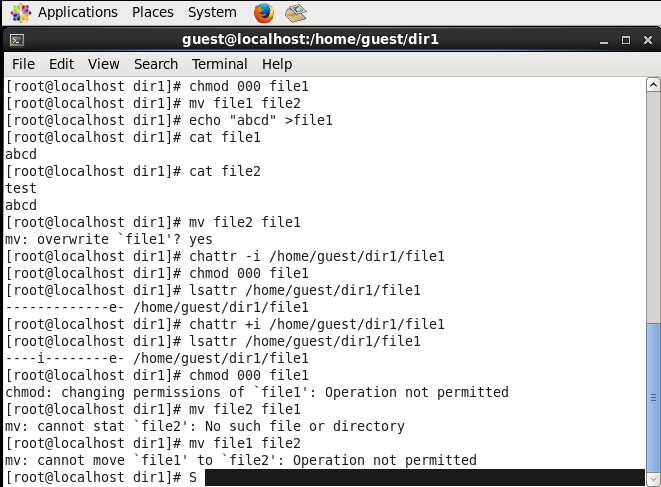 Applications Places System
guest@localhost:/home/guest/dir1
File Edit View Search Terminal Help
[root@localhost dir1]# chmod 000 file1
[root@localhost dir1]# mv file1 file2
[root@localhost dir1]# echo "abcd" >file1
[root@localhost dir1]# cat file1
abcd
[root@localhost dir1]# cat file2
test
abcd
[root@localhost dir1]# mv file2 file1
mv: overwrite `file1'? yes
[root@localhost dir1]# chattr -i /home/guest/dir1/file1
[root@localhost dir1]# chmod 000 file1
[root@localhost dir1]# lsattr /home/guest/dir1/file1
-------------e- /home/guest/dir1/file1
[root@localhost dir1]# chattr +i /home/guest/dir1/file1
[root@localhost dir1]# lsattr /home/guest/dir1/file1
----i--------e- /home/guest/dir1/file1
[root@localhost dir1]# chmod 000 file1
chmod: changing permissions of `file1': Operation not permitted
[root@localhost dir1]# mv file2 file1
mv: cannot stat `file2': No such file or directory
[root@localhost dir1]# mv file1 file2
mv: cannot move `file1' to `file2': Operation not permitted
[root@localhost dir1]# S